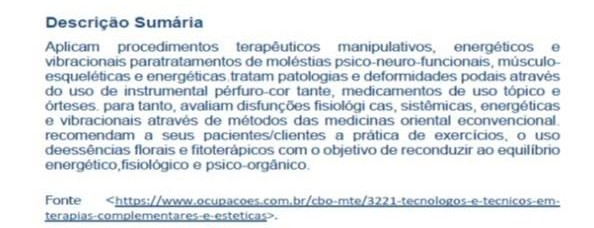 Descrição Sumária
Aplicam procedimentos terapêuticos manipulativos, energéticos e
vibracionais paratratamentos de moléstias psico-neuro-funcionais, músculo-
esqueléticas e energéticas.tratam patologias e deformidades podais através
do uso de instrumental pérfuro-cor tante, medicamentos de uso tópico e
órteses. para tanto, avaliam disfunções fisiológi cas, sistêmicas, energéticas
e vibracionais através de métodos das medicinas oriental econvencional.
recomendam a seus pacientes/clientes a prática de exercícios, o uso
deessências florais e fitoterápicos com o objetivo de reconduzir ao equilíbrio
energético,fisiológico e psico-orgânico.
Fonte <https://www.ocupacoes.com.br/cbo-mte/3221-tecnologos-e-tecnicos-em-
terapias-complementares-e-esteticas>.